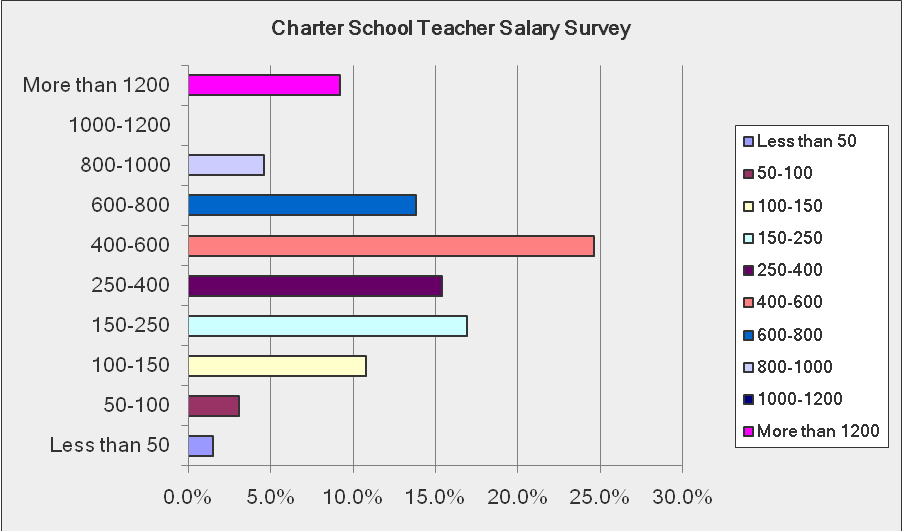 Charter School Teacher Salary Survey
More than 1200
1000-1200
800-1000
600-800
400-600
250-400
150-250
100-150
50-100
Less than 50
0.0% 5.0% 10.0% 15.0% 20.0% 25.0% 30.0%
Less than 50
50-100
100-150
150-250
250-400
400-600
600-800
800-1000
1000-1200
More than 1200